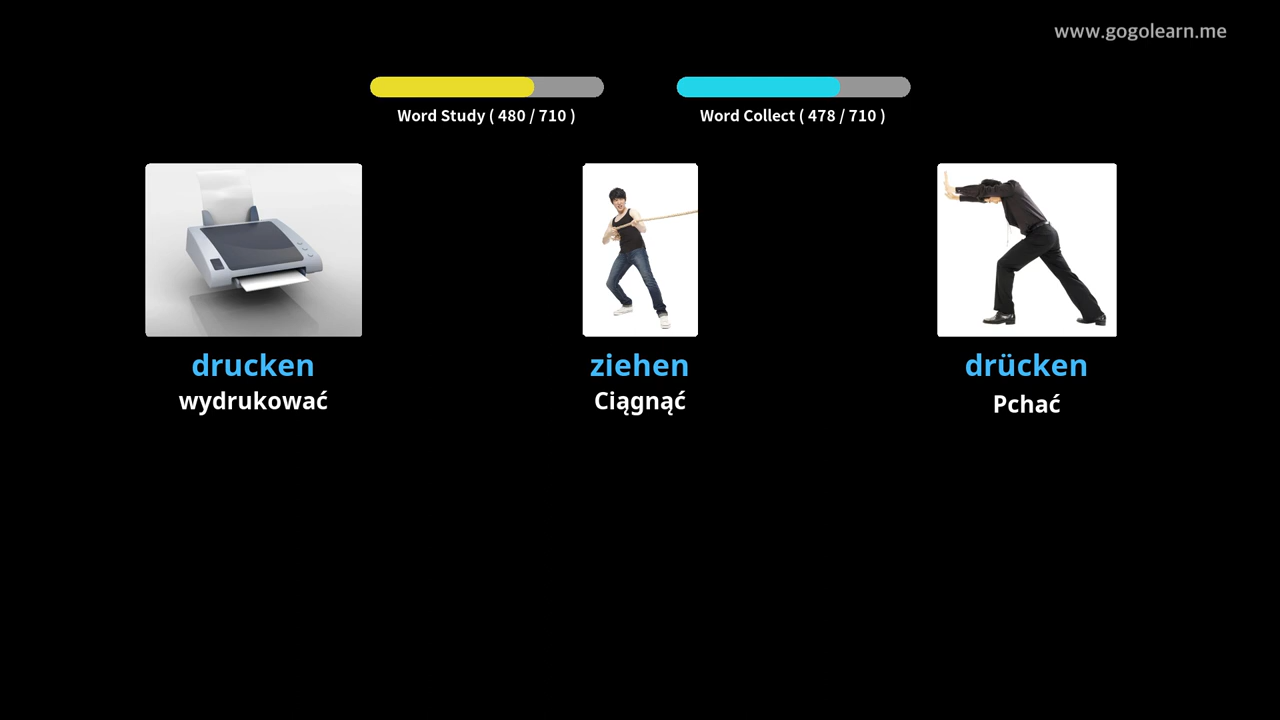 www.gogolearn.me
Word Study ( 480 / 710 )
Word Collect ( 478 / 710 )
drucken
wydrukować
ziehen
Ciągnąć
drücken
Pchać